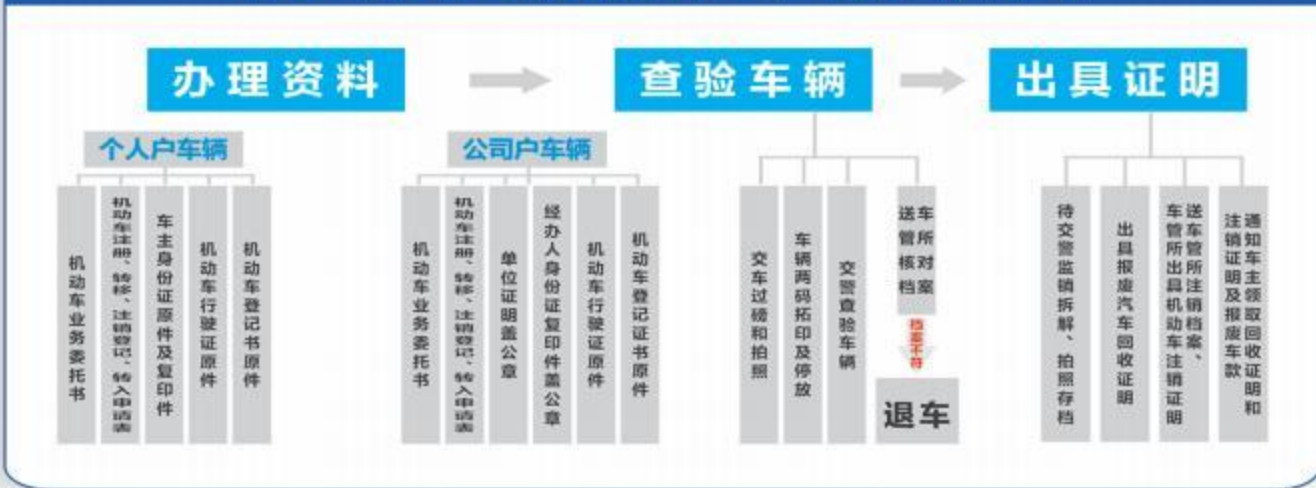 办理资料
查验车辆
出具证明
个人户车辆
机动车业务委托书
机动车注册、转移、注销登记、转入申请表
车主身份证原件及复印件
机动车行驶证原件
机动车登记书原件
公司户车辆
机动车业务委托书
机动车注册、转移、注销登记、转入申请表
单位证明盖公章
经办人身份证复印件盖公章
机动车行驶证原件
机动车登记证书原件
交车过磅和拍照
车辆两码拓印及停放
交警查验车辆
送车
管所
核对
档案
档案不符
退车
待交警监销拆解、拍照存档
出具报废汽车回收证明
送车管所注销档案、
车管所出具机动车注销证明
通知车主领取回收证明和
注销证明及报废车款